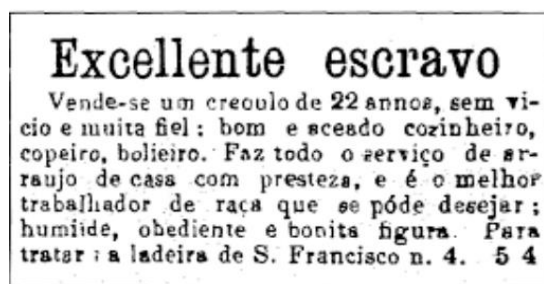 Excellente escravo
Vende-se um creoulo de 22 annos, sem vi-
cio e muita fiel; bom e aceado cozinheiro,
copeiro, bolieiro. Faz todo o serviço de ar-
raujo de casa com presteza, e é o melhor
trabalhador de raça que se póde desejar;
humilde, obediente e bonita figura. Para
tratar: a ladeira de S. Francisco n. 4. 5 4